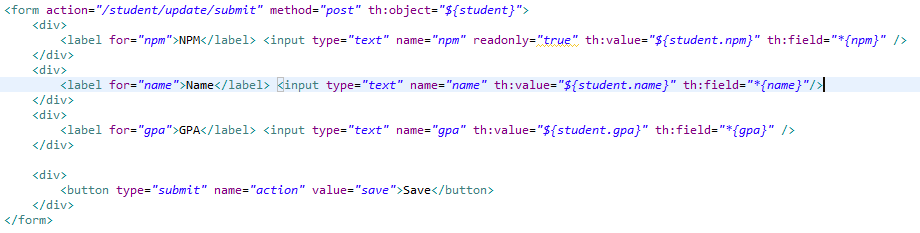 <form action="/student/update/submit" method="post" th:object="${student}">
    <div>
        <label for="npm">NPM</label> <input type="text" name="npm" readonly="true" th:value="${student.npm}" th:field="*{npm}" />
    </div>
    <div>
        <label for="name">Name</label> <input type="text" name="name" th:value="${student.name}" th:field="*{name}"/>
    </div>
    <div>
        <label for="gpa">GPA</label> <input type="text" name="gpa" th:value="${student.gpa}" th:field="*{gpa}" />
    </div>

    <div>
        <button type="submit" name="action" value="save">Save</button>
    </div>
</form>